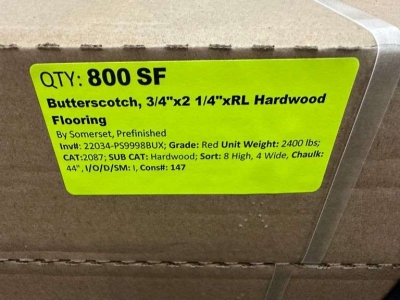 QTY: 800 SF
Butterscotch, 3/4"x2 1/4"xRL Hardwood
Flooring
By Somerset, Prefinished
Inv#: 22034-PS9998BUX; Grade: Red Unit Weight: 2400 lbs;
CAT:2087; SUB CAT: Hardwood; Sort: 8 High, 4 Wide, Chaulk:
44", I/O/D/SM: I, Cons#: 147